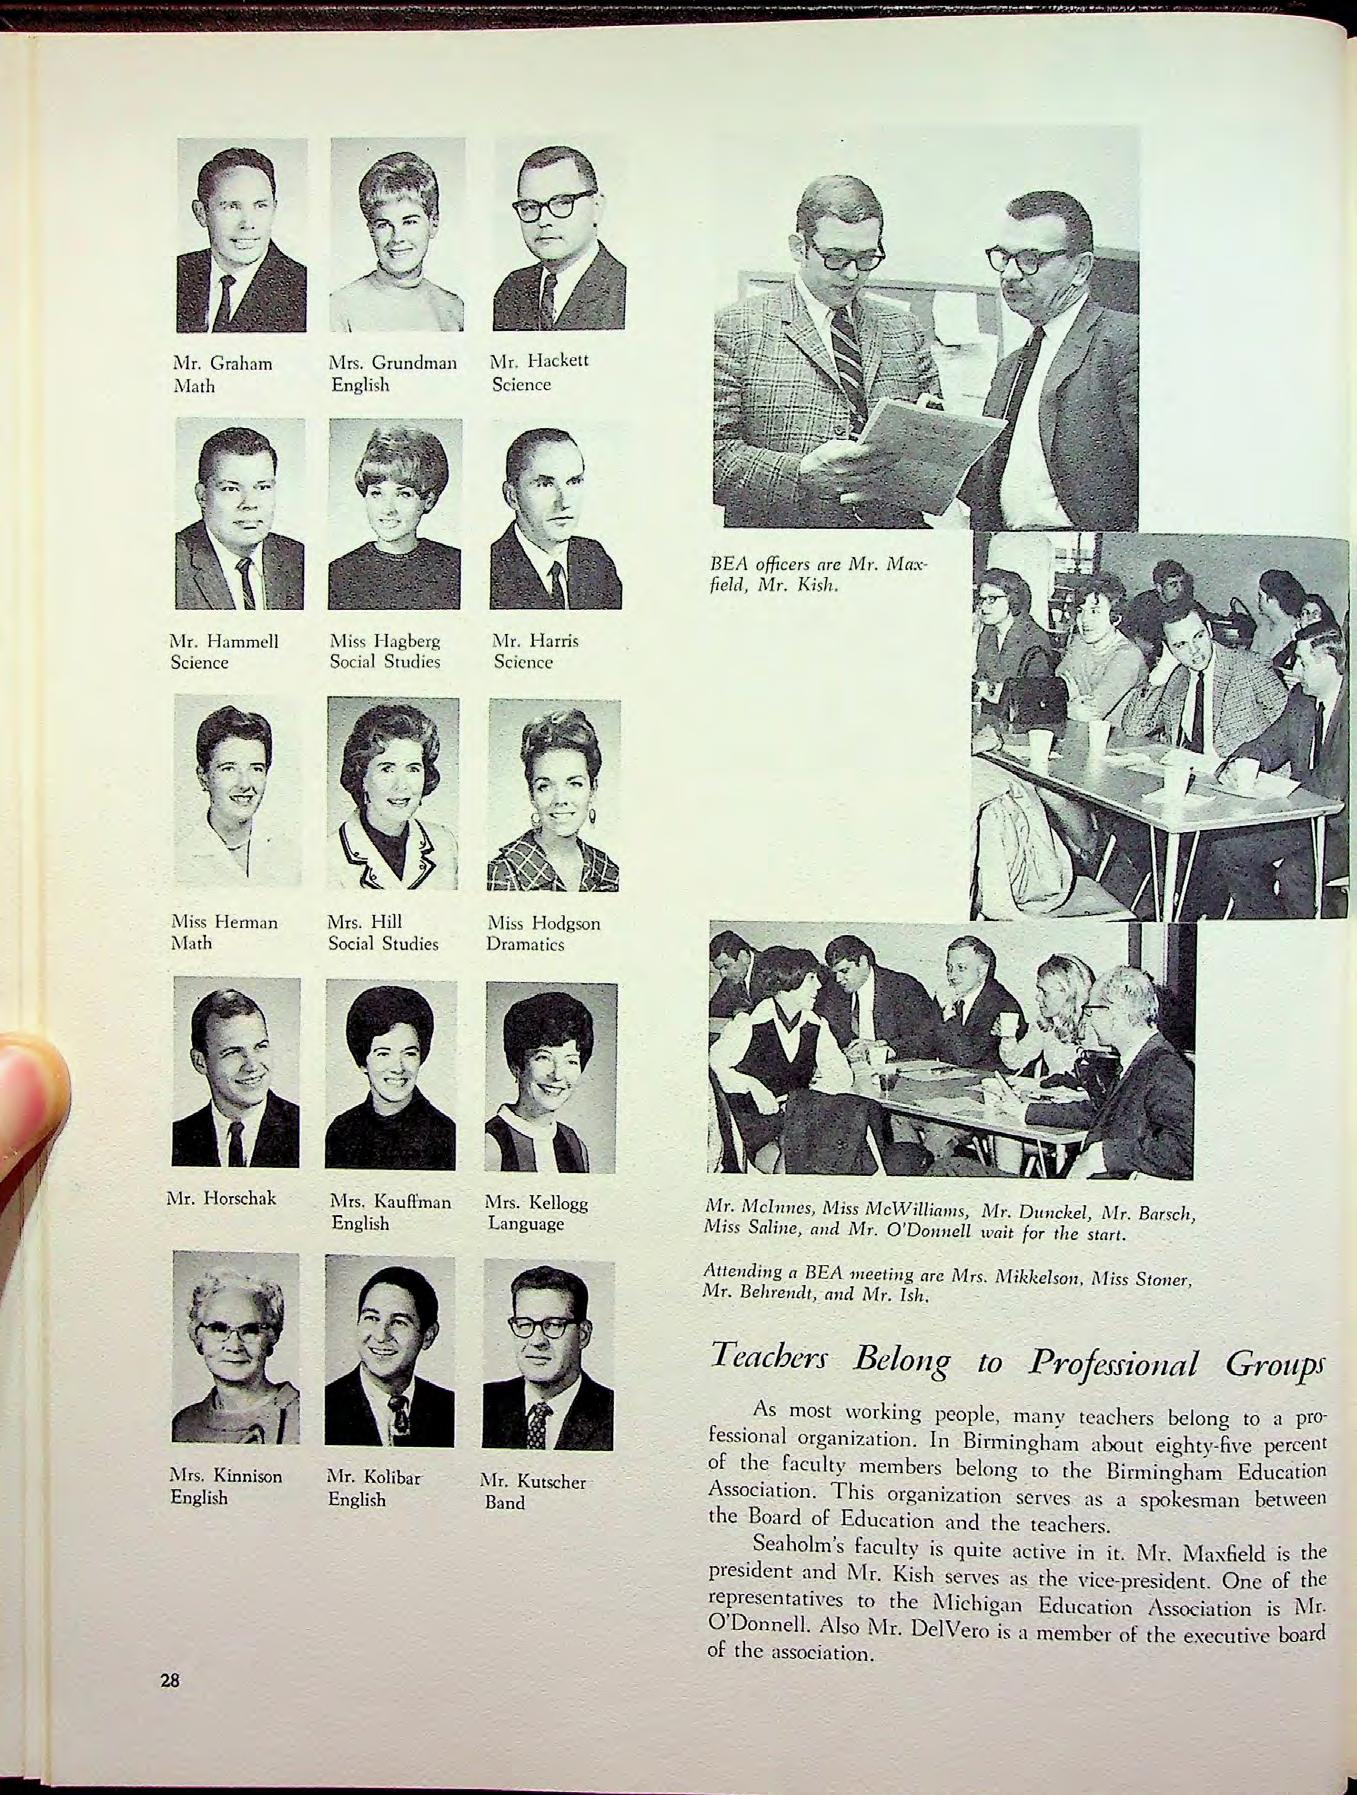 Mr. Graham
Math
Mrs. Grundman
English
Mr. Hackett
Science
Mr. Hammell
Science
Miss Hagberg
Social Studies
Mr. Harris
Science
Miss Herman
Math
Mrs. Hill
Social Studies
Miss Hodgson
Dramatics
Mr. Horschak
Mrs. Kauffman
English
Mrs. Kellogg
Language
Mrs. Kinnison
English
Mr. Kolibar
English
Mr. Kutscher
Band
BEA officers are Mr. Max-
field, Mr. Kish.
Mr. McInnes, Miss McWilliams, Mr. Dunckel, Mr. Barsch,
Miss Saline, and Mr. O'Donnell wait for the start.
Attending a BEA meeting are Mrs. Mikkelson, Miss Stoner,
Mr. Behrendt, and Mr. Ish.
Teachers Belong to Professional Groups
As most working people, many teachers belong to a pro-
fessional organization. In Birmingham about eighty-five percent
of the faculty members belong to the Birmingham Education
Association. This organization serves as a spokesman between
the Board of Education and the teachers.
Seaholm's faculty is quite active in it. Mr. Maxfield is the
president and Mr. Kish serves as the vice-president. One of the
representatives to the Michigan Education Association is Mr.
O'Donnell. Also Mr. DelVero is a member of the executive board
of the association.
28